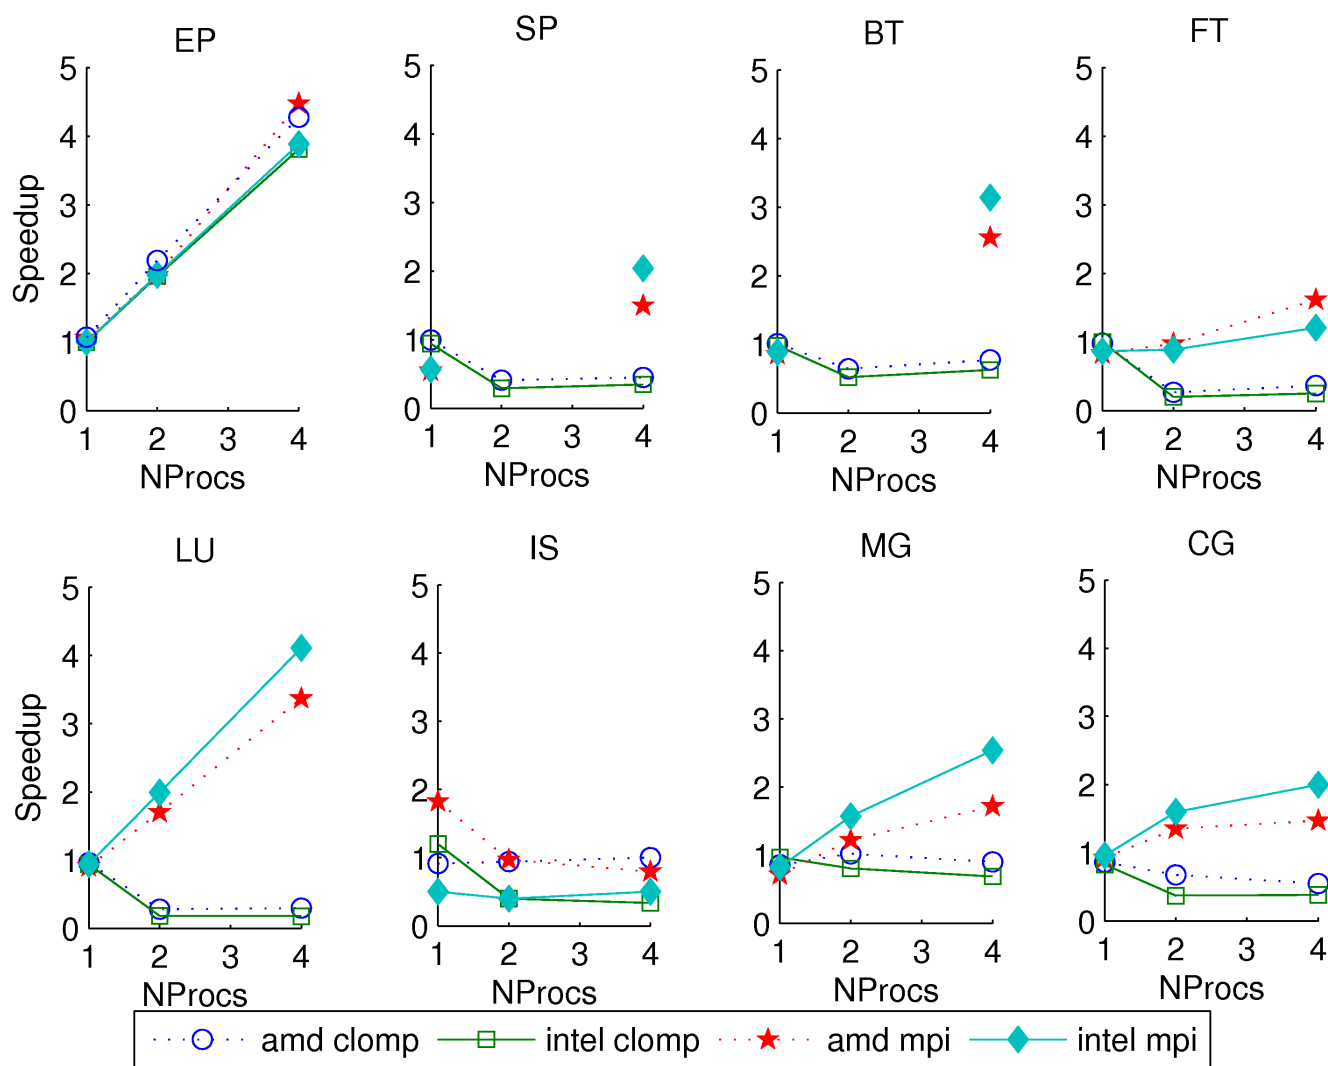 EP SP BT FT
5 5 5 5
4 4 4 4
3 3 3 3
2 2 2 2
1 1 1 1
0 0 0 0
Speedup
1 2 3 4 1 2 3 4 1 2 3 4 1 2 3 4
NProcs NProcs NProcs NProcs
LU IS MG CG
5 5 5 5
4 4 4 4
3 3 3 3
2 2 2 2
1 1 1 1
0 0 0 0
Speedup
1 2 3 4 1 2 3 4 1 2 3 4 1 2 3 4
NProcs NProcs NProcs NProcs
amd clomp intel clomp amd mpi intel mpi